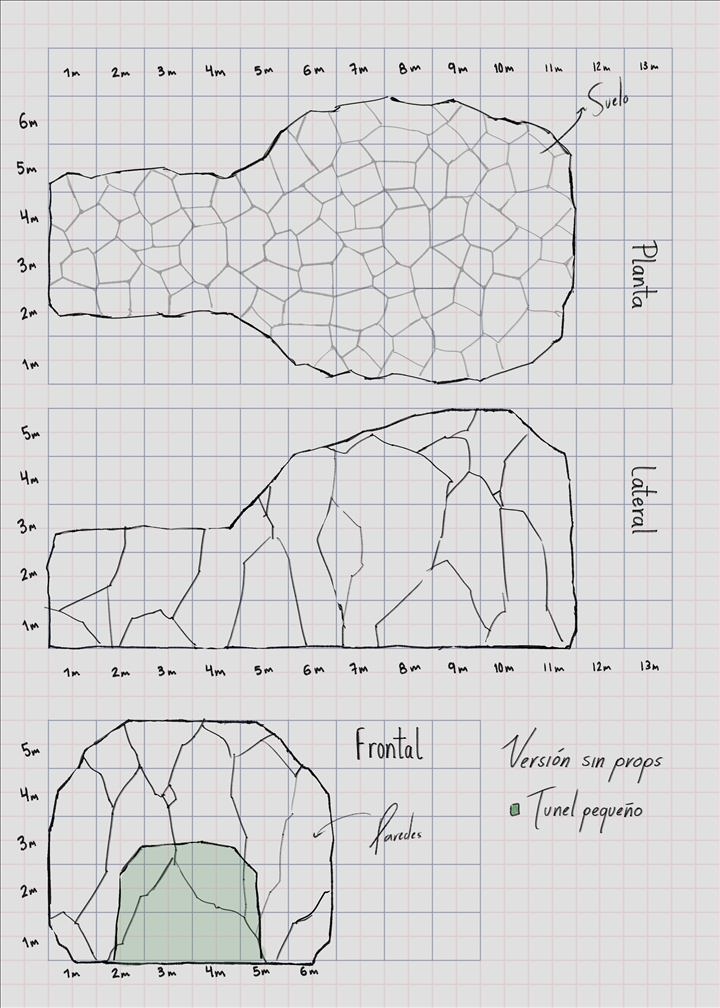 1m 2m 3m 4m 5m 6m 7m 8m 9m 10m 11m 12m 13m
Suelo
6m
5m
4m
3m
2m
1m
Planta
5m
4m
3m
2m
1m
Lateral
1m 2m 3m 4m 5m 6m 7m 8m 9m 10m 11m 12m 13m
Frontal
5m
4m
3m
2m
1m
Paredes
1m 2m 3m 4m 5m 6m
Versión sin props
Tunel pequeño